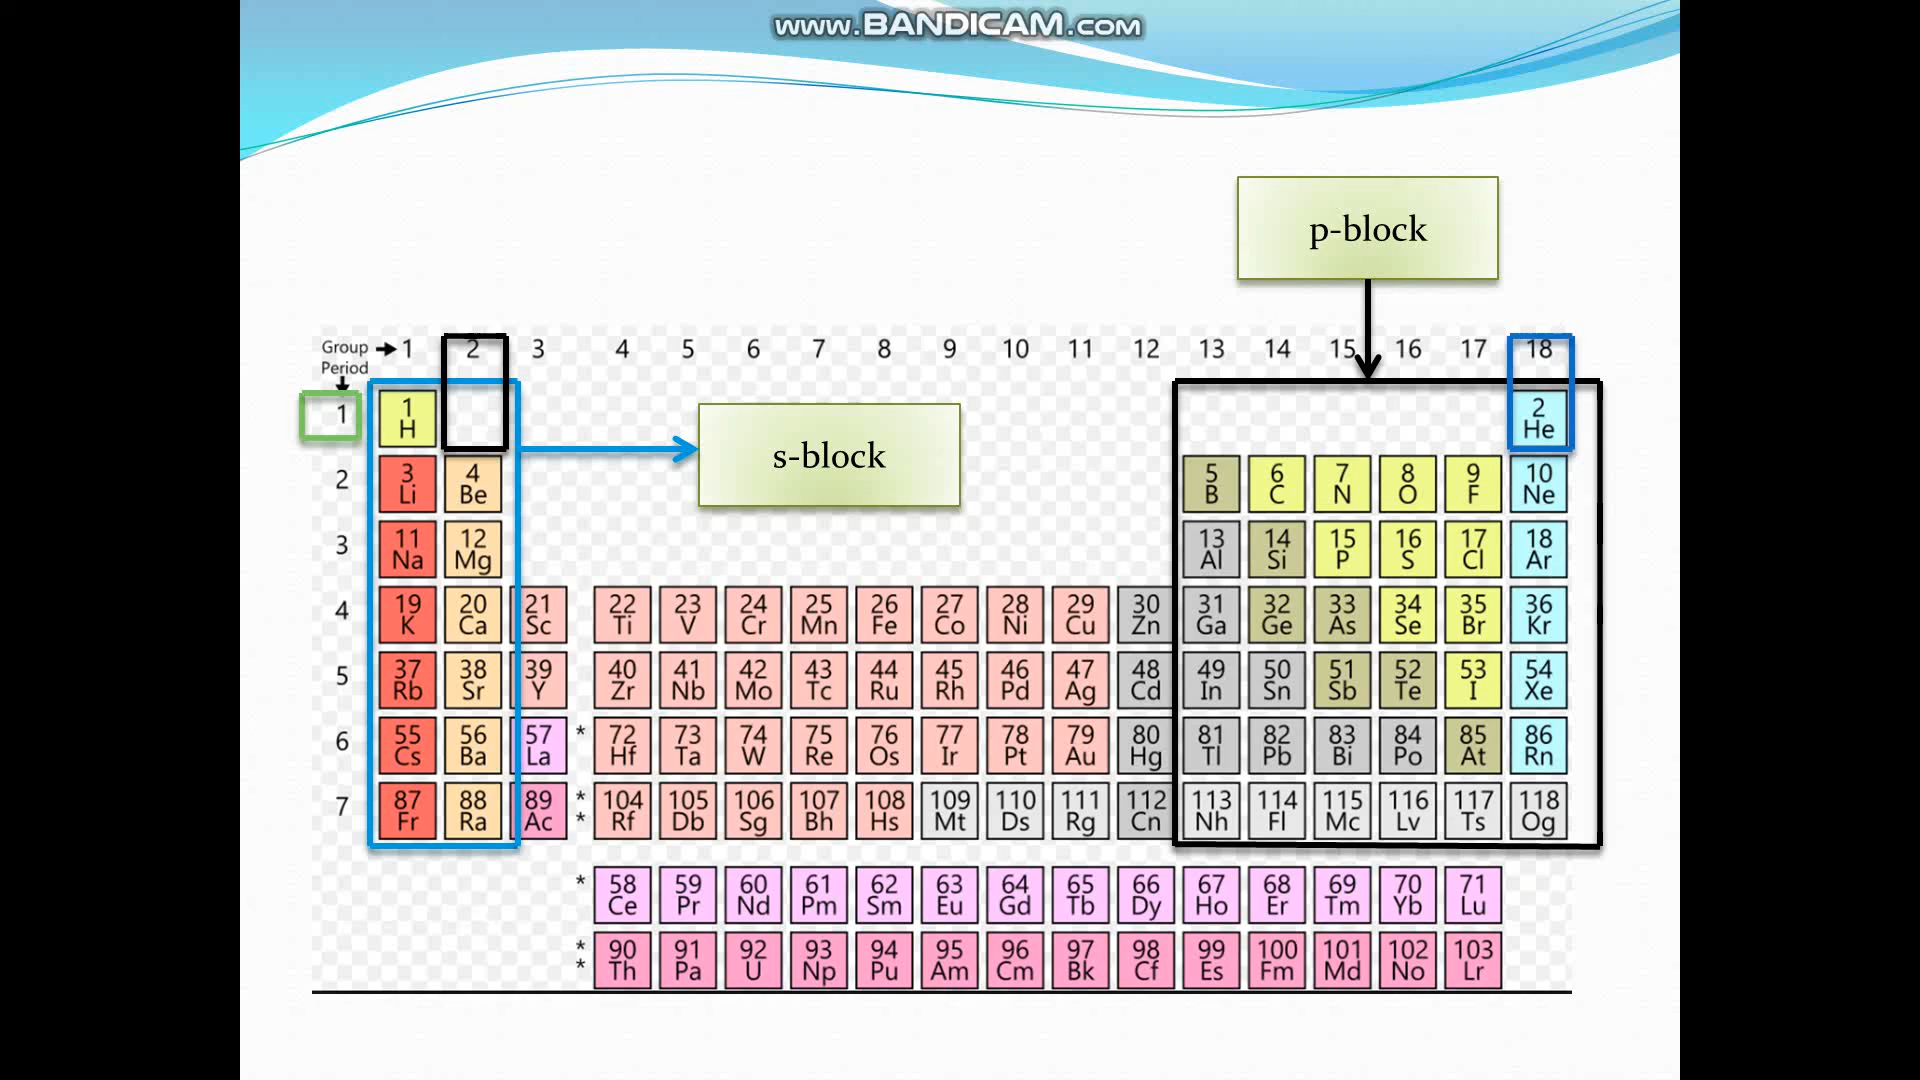 www.BANDICAM.com
p-block
Group 1 2 3 4 5 6 7 8 9 10 11 12 13 14 15 16 17 18
Period
1 1 2
H He
s-block
2 3 4 5 6 7 8 9 10
Li Be B C N O F Ne
3 11 12 13 14 15 16 17 18
Na Mg Al Si P S Cl Ar
4 19 20 21 22 23 24 25 26 27 28 29 30 31 32 33 34 35 36
K Ca Sc Ti V Cr Mn Fe Co Ni Cu Zn Ga Ge As Se Br Kr
5 37 38 39 40 41 42 43 44 45 46 47 48 49 50 51 52 53 54
Rb Sr Y Zr Nb Mo Tc Ru Rh Pd Ag Cd In Sn Sb Te I Xe
6 55 56 57 * 72 73 74 75 76 77 78 79 80 81 82 83 84 85 86
Cs Ba La Hf Ta W Re Os Ir Pt Au Hg Tl Pb Bi Po At Rn
7 87 88 89 * 104 105 106 107 108 109 110 111 112 113 114 115 116 117 118
Fr Ra Ac * Rf Db Sg Bh Hs Mt Ds Rg Cn Nh Fl Mc Lv Ts Og
* 58 59 60 61 62 63 64 65 66 67 68 69 70 71
Ce Pr Nd Pm Sm Eu Gd Tb Dy Ho Er Tm Yb Lu
* 90 91 92 93 94 95 96 97 98 99 100 101 102 103
* Th Pa U Np Pu Am Cm Bk Cf Es Fm Md No Lr